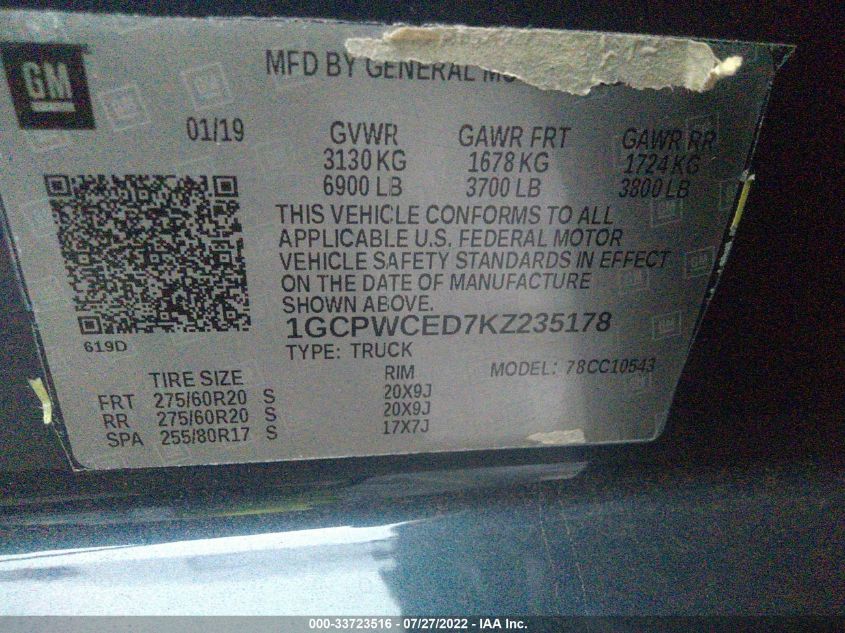 GM
MFD BY GENERAL
01/19
GVWR GAWR FRT GAWR RR
3130 KG 1678 KG 1724 KG
6900 LB 3700 LB 3800 LB
THIS VEHICLE CONFORMS TO ALL
APPLICABLE U.S. FEDERAL MOTOR
VEHICLE SAFETY STANDARDS IN EFFECT
ON THE DATE OF MANUFACTURE
SHOWN ABOVE.
1GCPWCED7KZ235178
619D
TYPE: TRUCK
MODEL: 78CC10543
TIRE SIZE RIM
FRT 275/60R20 S 20X9J
RR 275/60R20 S 20X9J
SPA 255/80R17 S 17X7J
000-33723516 - 07/27/2022 - IAA Inc.